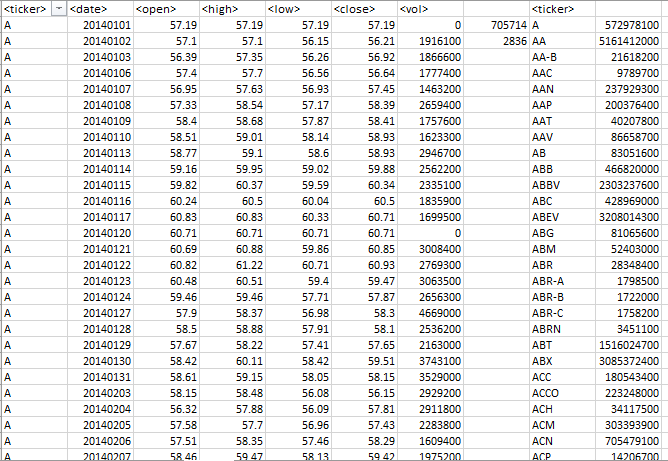 <ticker> <date> <open> <high> <low> <close> <vol> <ticker>
A 20140101 57.19 57.19 57.19 57.19 0 705714 A 572978100
A 20140102 57.1 57.1 56.15 56.21 1916100 2836 AA 5161412000
A 20140103 56.39 57.35 56.26 56.92 1866600 AA-B 21618200
A 20140106 57.4 57.7 56.56 56.64 1777400 AAC 9789700
A 20140107 56.95 57.63 56.93 57.45 1463200 AAN 237929300
A 20140108 57.33 58.54 57.17 58.39 2659400 AAP 200376400
A 20140109 58.4 58.68 57.87 58.41 1757600 AAT 40207800
A 20140110 58.51 59.01 58.14 58.93 1623300 AAV 86658700
A 20140113 58.77 59.1 58.6 58.93 2946700 AB 83051600
A 20140114 59.16 59.95 59.02 59.88 2562200 ABB 466820000
A 20140115 59.82 60.37 59.59 60.34 2335100 ABBV 2303237600
A 20140116 60.24 60.5 60.04 60.5 1835900 ABC 428969000
A 20140117 60.83 60.83 60.33 60.71 1699500 ABEV 3208014300
A 20140120 60.71 60.71 60.71 60.71 0 ABG 81065600
A 20140121 60.69 60.88 59.86 60.85 3008400 ABM 52403000
A 20140122 60.82 61.22 60.71 60.93 2769300 ABR 28348400
A 20140123 60.48 60.51 59.4 59.47 3063500 ABR-A 1798500
A 20140124 59.46 59.46 57.71 57.87 2656300 ABR-B 1722000
A 20140127 57.9 58.37 56.98 58.3 4669000 ABR-C 1758200
A 20140128 58.5 58.88 57.91 58.1 2536200 ABRN 3451100
A 20140129 57.67 58.22 57.41 57.65 2163000 ABT 1516024700
A 20140130 58.42 60.11 58.42 59.51 3743100 ABX 3085372400
A 20140131 58.61 59.15 58.05 58.15 3529000 ACC 180543400
A 20140203 58.15 58.48 56.08 56.15 2929200 ACCO 223248000
A 20140204 56.32 57.88 56.09 57.81 2911800 ACH 34117500
A 20140205 57.58 57.7 56.96 57.43 2283800 ACM 303393900
A 20140206 57.51 58.35 57.46 58.29 1609400 ACN 705479100
A 20140207 58.46 59.47 58.13 59.42 1975200 ACP 14206700